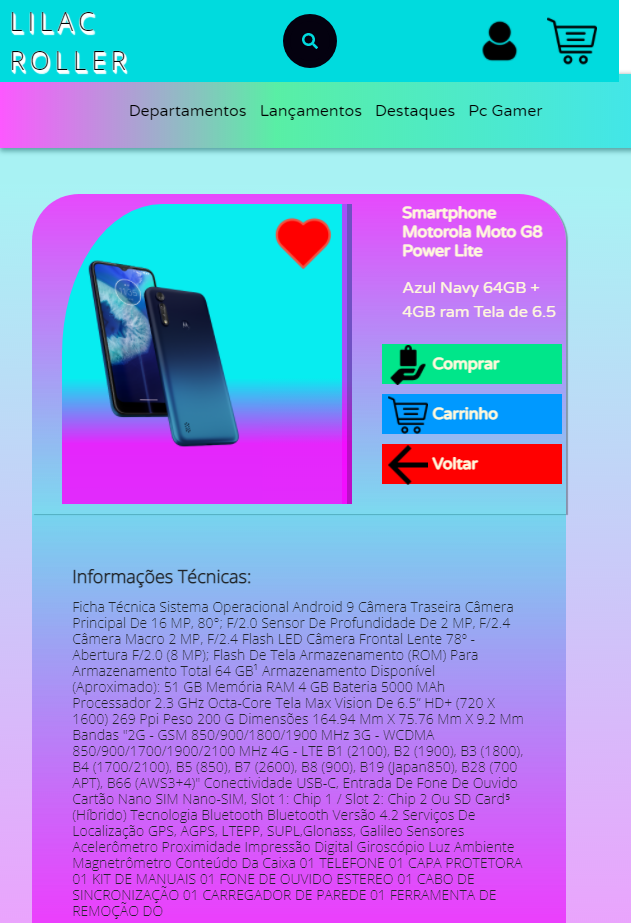 LILAC
ROLLER
Departamentos Lançamentos Destaques Pc Gamer
Smartphone
Motorola Moto G8
Power Lite
Azul Navy 64GB +
4GB ram Tela de 6.5
Comprar
Carrinho
Voltar
Informações Técnicas:
Ficha Técnica Sistema Operacional Android 9 Câmera Traseira Câmera
Principal De 16 MP, 80°; F/2.0 Sensor De Profundidade De 2 MP, F/2.4
Câmera Macro 2 MP, F/2.4 Flash LED Câmera Frontal Lente 78º -
Abertura F/2.0 (8 MP); Flash De Tela Armazenamento (ROM) Para
Armazenamento Total 64 GB¹ Armazenamento Disponível
(Aproximado): 51 GB Memória RAM 4 GB Bateria 5000 MAh
Processador 2.3 GHz Octa-Core Tela Max Vision De 6.5” HD+ (720 X
1600) 269 Ppi Peso 200 G Dimensões 164.94 Mm X 75.76 Mm X 9.2 Mm
Bandas "2G - GSM 850/900/1800/1900 MHz 3G - WCDMA
850/900/1700/1900/2100 MHz 4G - LTE B1 (2100), B2 (1900), B3 (1800),
B4 (1700/2100), B5 (850), B7 (2600), B8 (900), B19 (Japan850), B28 (700
APT), B66 (AWS3+4)" Conectividade USB-C, Entrada De Fone De Ouvido
Cartão Nano SIM Nano-SIM, Slot 1: Chip 1 / Slot 2: Chip 2 Ou SD Card⁵
(Híbrido) Tecnologia Bluetooth Bluetooth Versão 4.2 Serviços De
Localização GPS, AGPS, LTEPP, SUPL,Glonass, Galileo Sensores
Acelerômetro Proximidade Impressão Digital Giroscópio Luz Ambiente
Magnetrômetro Conteúdo Da Caixa 01 TELEFONE 01 CAPA PROTETORA
01 KIT DE MANUAIS 01 FONE DE OUVIDO ESTEREO 01 CABO DE
SINCRONIZAÇÃO 01 CARREGADOR DE PAREDE 01 FERRAMENTA DE
REMOÇÃO DO